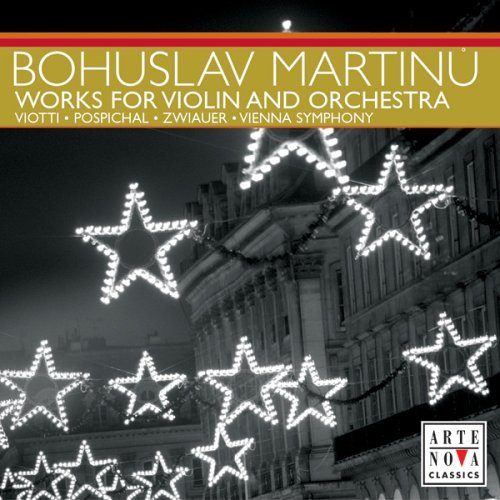 BOHUSLAV MARTINŮ
WORKS FOR VIOLIN AND ORCHESTRA
VIOTTI • POSPICHAL • ZWIAUER • VIENNA SYMPHONY
ARTE
NOVA
CLASSICS